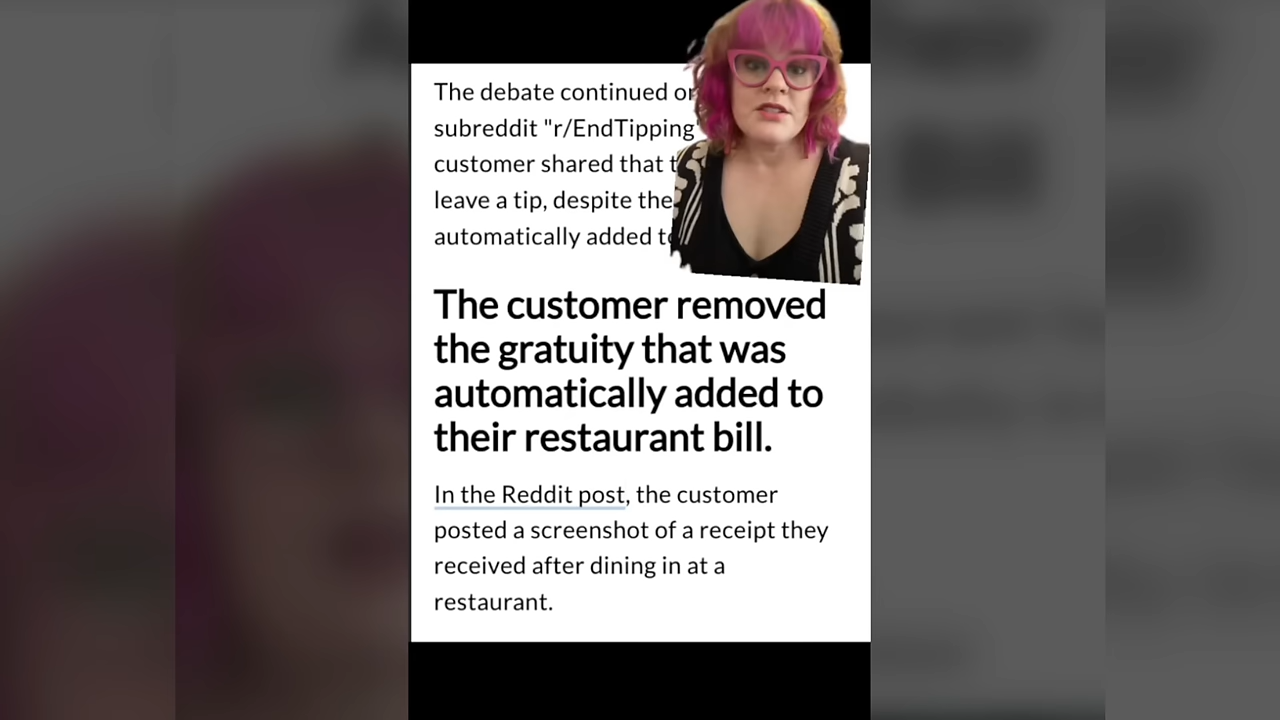 The debate continued on
subreddit "r/EndTipping"
customer shared that
leave a tip, despite the
automatically added
The customer removed
the gratuity that was
automatically added to
their restaurant bill.
In the Reddit post, the customer
posted a screenshot of a receipt they
received after dining in at a
restaurant.